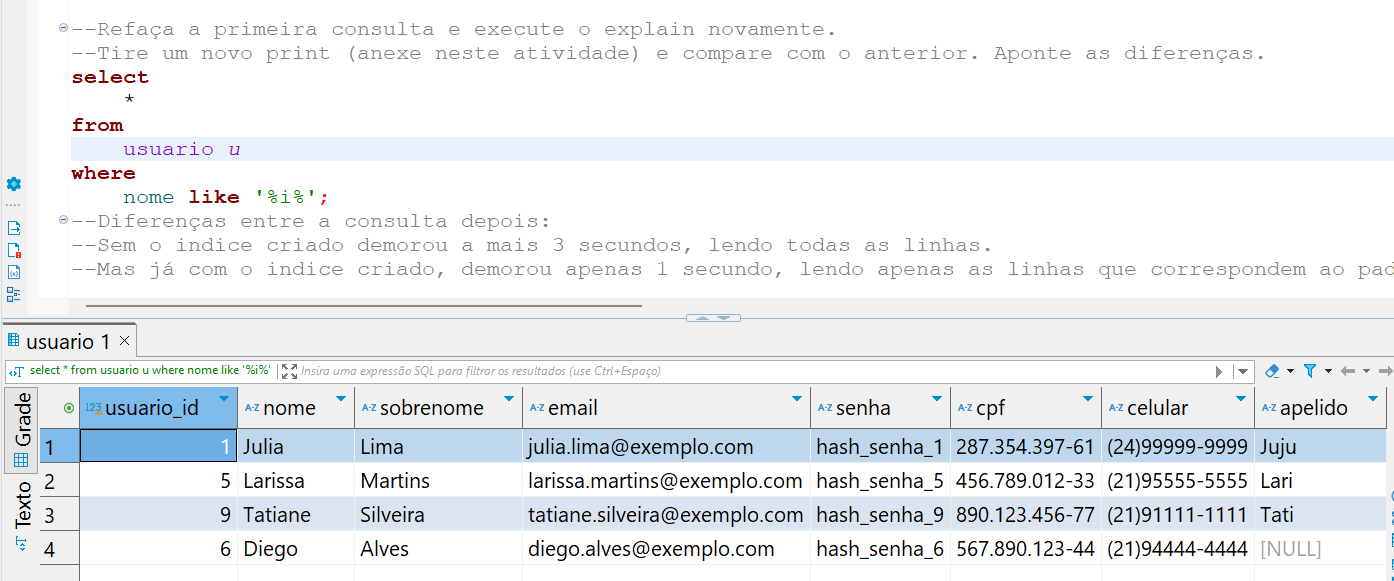 --Refaça a primeira consulta e execute o explain novamente.
--Tire um novo print (anexe neste atividade) e compare com o anterior. Aponte as diferenças.
select
*
from
usuario u
where
nome like '%i%';
--Diferenças entre a consulta depois:
--Sem o indice criado demorou a mais 3 segundos, lendo todas as linhas.
--Mas já com o indice criado, demorou apenas 1 segundo, lendo apenas as linhas que correspondem ao pad
usuario 1
select * from usuario u where nome like '%i%' Insira uma expressão SQL para filtrar os resultados (use Ctrl+Espaço)
Grade
Texto
123 usuario_id A-Z nome A-Z sobrenome A-Z email A-Z senha A-Z cpf A-Z celular A-Z apelido
1 1 Julia Lima julia.lima@exemplo.com hash_senha_1 287.354.397-61 (24)99999-9999 Juju
2 5 Larissa Martins larissa.martins@exemplo.com hash_senha_5 456.789.012-33 (21)95555-5555 Lari
3 9 Tatiane Silveira tatiane.silveira@exemplo.com hash_senha_9 890.123.456-77 (21)91111-1111 Tati
4 6 Diego Alves diego.alves@exemplo.com hash_senha_6 567.890.123-44 (21)94444-4444 [NULL]